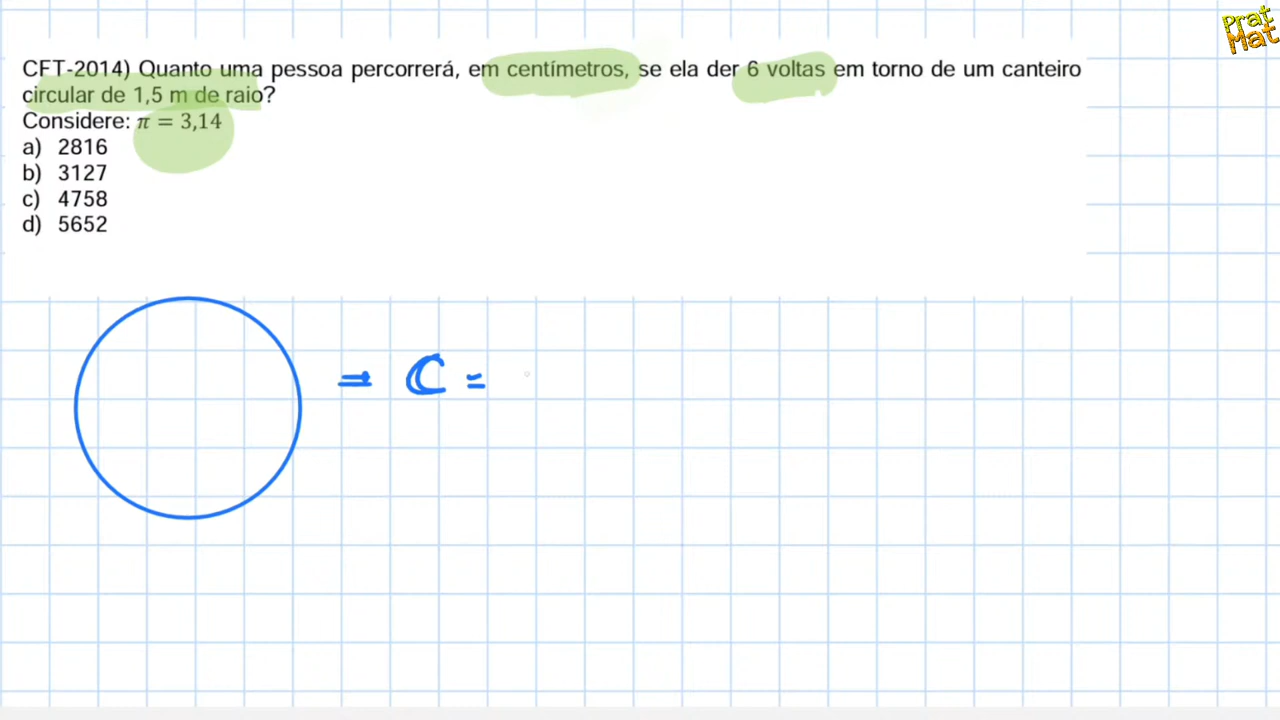 Prat
Mat
CFT-2014) Quanto uma pessoa percorrerá, em centímetros, se ela der 6 voltas em torno de um canteiro
circular de 1,5 m de raio?
Considere: π = 3,14
a) 2816
b) 3127
c) 4758
d) 5652
⇒ C =